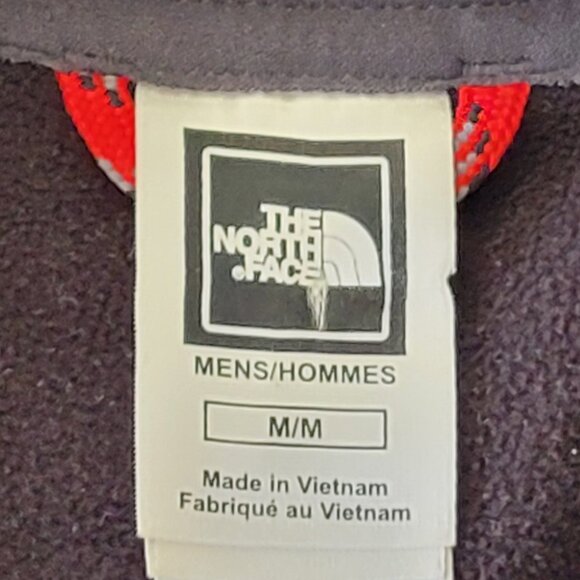 THE
NORTH
FACE
MENS/HOMMES
M/M
Made in Vietnam
Fabriqué au Vietnam